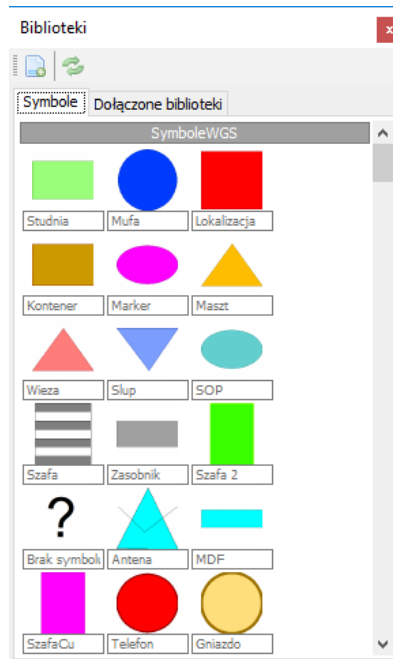 Biblioteki
x
Symbole Dołączone biblioteki
SymboleWGS
Studnia Mufa Lokalizacja
Kontener Marker Maszt
Wieza Slup SOP
Szafa Zasobnik Szafa 2
?
Brak symbolu Antena MDF
SzafaCu Telefon Gniazdo